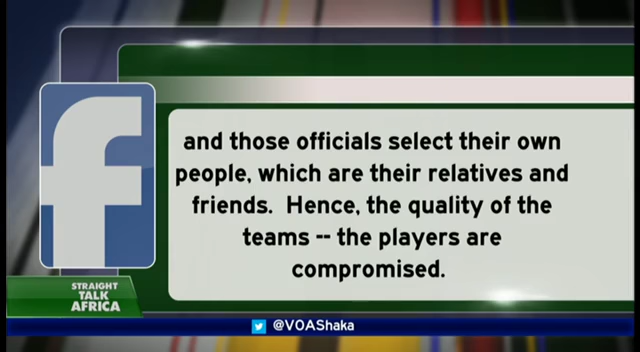 and those officials select their own
people, which are their relatives and
friends.  Hence, the quality of the
teams -- the players are
compromised.
STRAIGHT
TALK
AFRICA
@VOAShaka